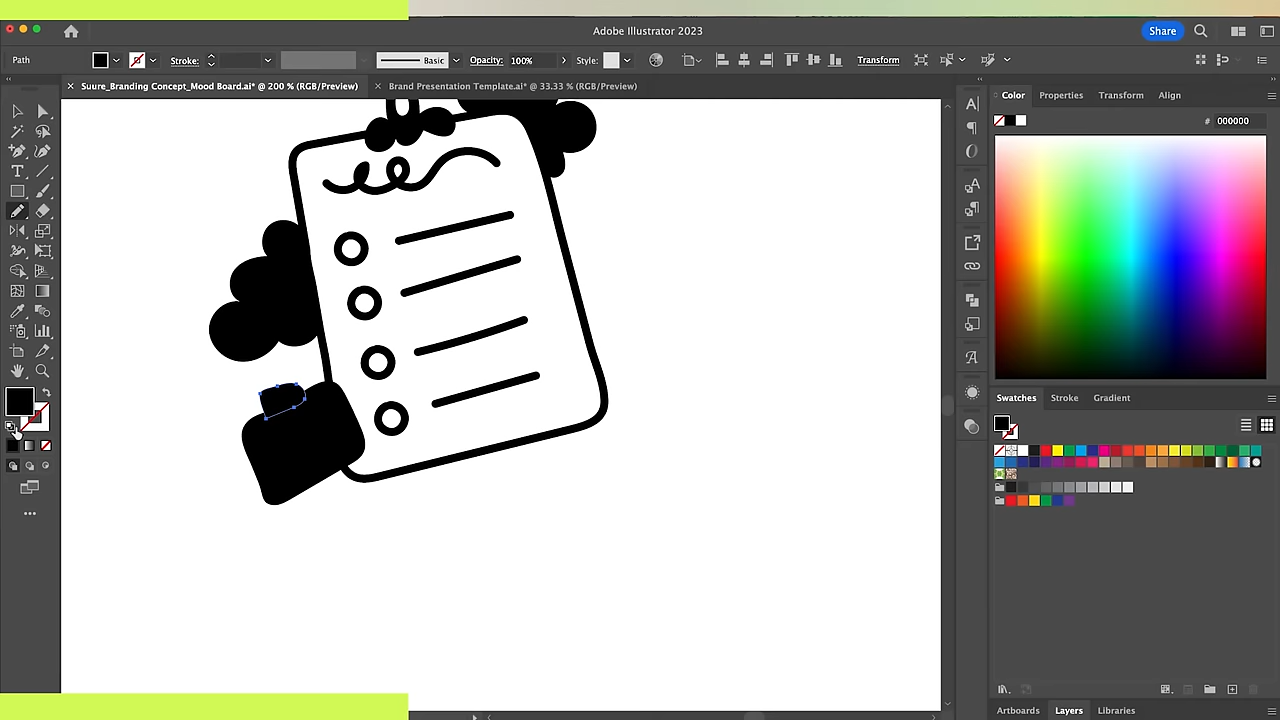 Adobe Illustrator 2023
Share
Path
Stroke:
Basic
Opacity:
100%
Style:
Transform
Suure_Branding Concept_Mood Board.ai* @ 200 % (RGB/Preview)
Brand Presentation Template.ai* @ 33.33 % (RGB/Preview)
Color
Properties
Transform
Align
# 000000
Swatches
Stroke
Gradient
Artboards
Layers
Libraries